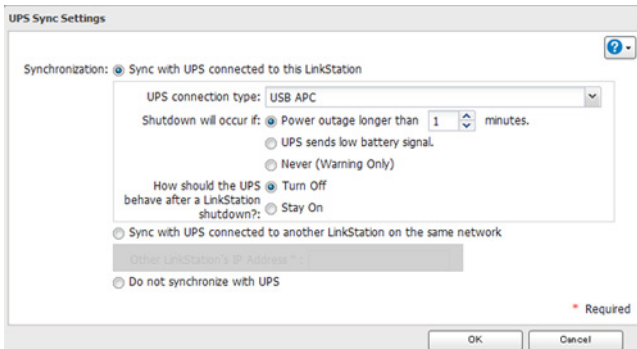 UPS Sync Settings
?
Synchronization: Sync with UPS connected to this LinkStation
UPS connection type: USB APC
Shutdown will occur if: Power outage longer than 1 minutes.
UPS sends low battery signal.
Never (Warning Only)
How should the UPS Turn Off
behave after a LinkStation
shutdown?: Stay On
Sync with UPS connected to another LinkStation on the same network
Other LinkStation's IP Address * :
Do not synchronize with UPS
* Required
OK Cancel